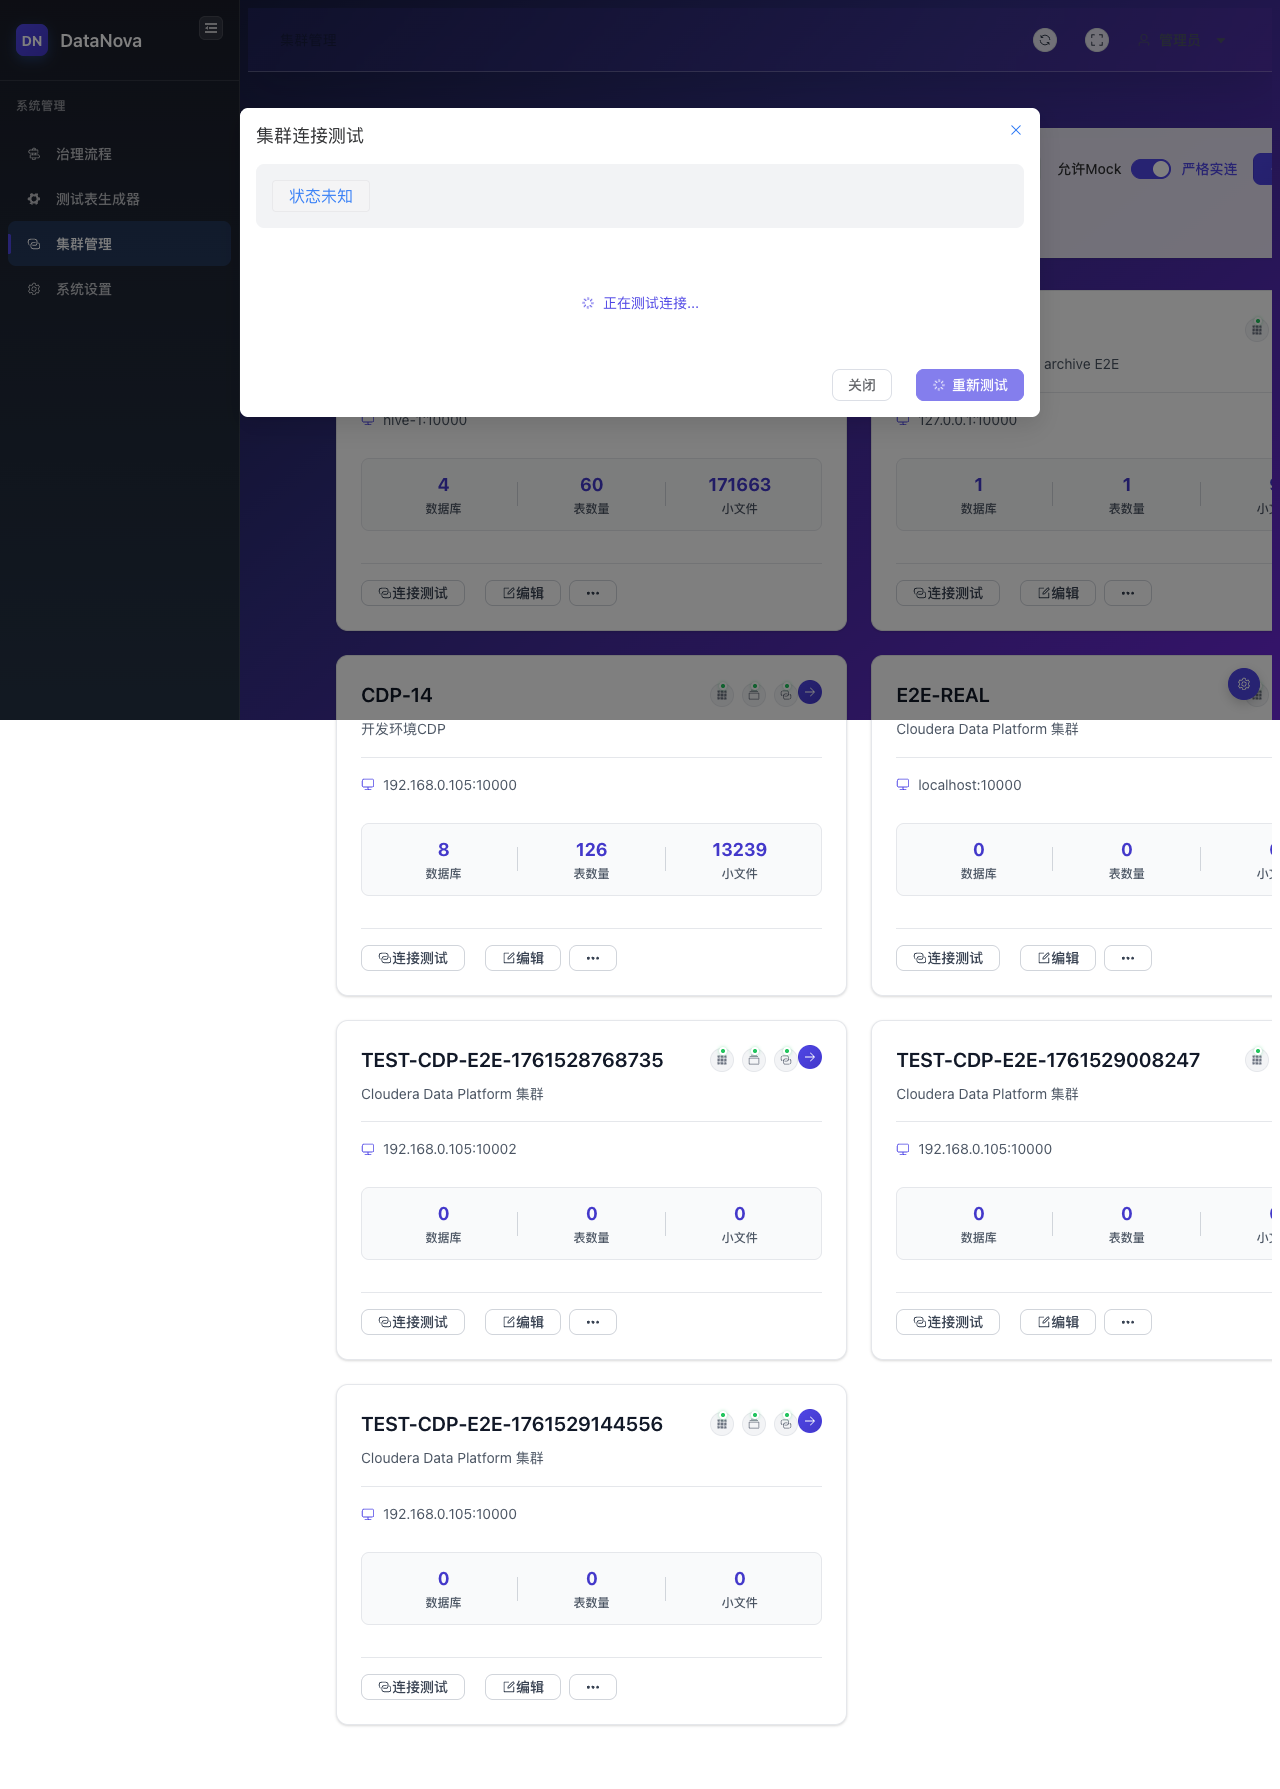 DN DataNova
系统管理
治理流程
测试表生成器
集群管理
系统设置
集群管理
管理员
集群连接测试
状态未知
正在测试连接...
关闭 重新测试
允许Mock 严格实连
archive E2E
hive-1:10000
4 60 171663
数据库 表数量 小文件
连接测试 编辑
127.0.0.1:10000
1 1
数据库 表数量
连接测试 编辑
CDP-14
开发环境CDP
192.168.0.105:10000
8 126 13239
数据库 表数量 小文件
连接测试 编辑
E2E-REAL
Cloudera Data Platform 集群
localhost:10000
0 0
数据库 表数量
连接测试 编辑
TEST-CDP-E2E-1761528768735
Cloudera Data Platform 集群
192.168.0.105:10002
0 0 0
数据库 表数量 小文件
连接测试 编辑
TEST-CDP-E2E-1761529008247
Cloudera Data Platform 集群
192.168.0.105:10000
0 0
数据库 表数量
连接测试 编辑
TEST-CDP-E2E-1761529144556
Cloudera Data Platform 集群
192.168.0.105:10000
0 0 0
数据库 表数量 小文件
连接测试 编辑